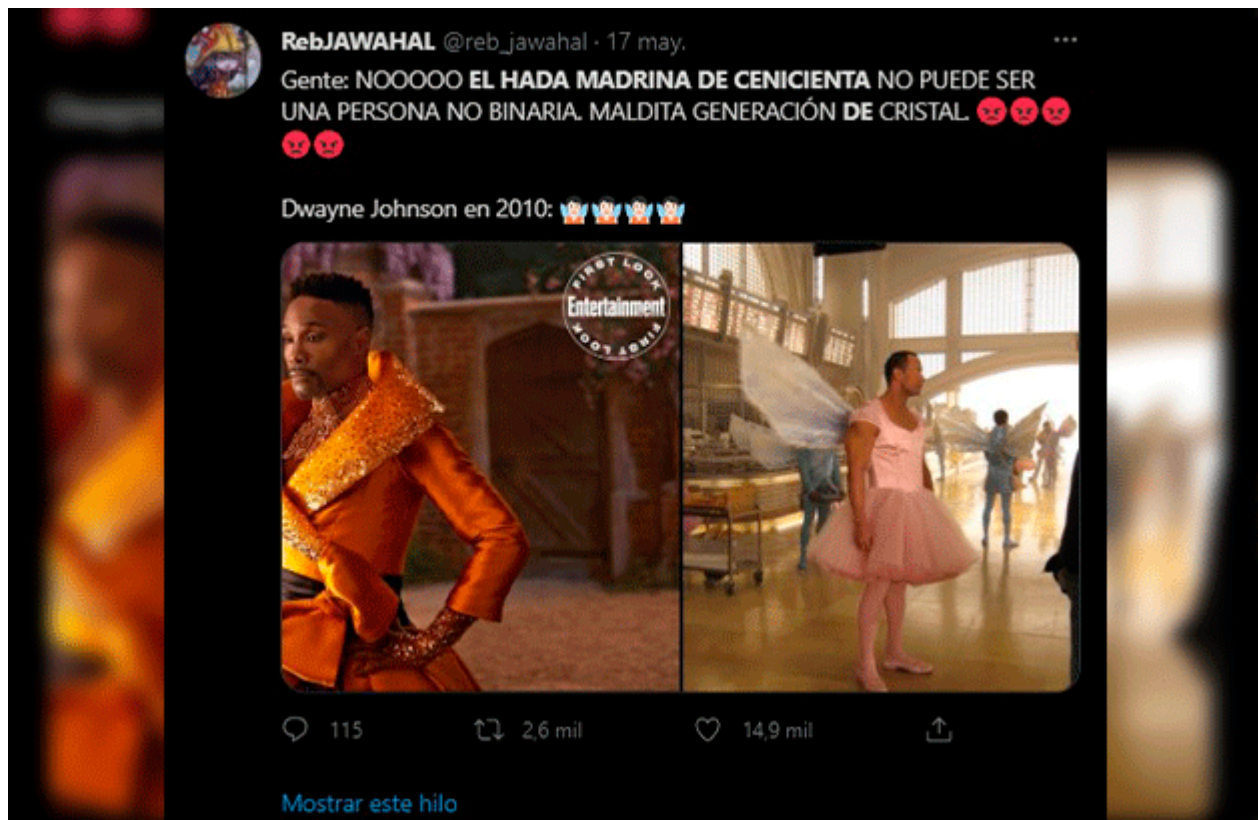 RebJAWAHAL @reb_jawahal · 17 may.
Gente: NOOOOO EL HADA MADRINA DE CENICIENTA NO PUEDE SER
UNA PERSONA NO BINARIA. MALDITA GENERACIÓN DE CRISTAL. 😡😡😡
😡😡
Dwayne Johnson en 2010: 🧚🏻‍♂️🧚🏻‍♂️🧚🏻‍♂️🧚🏻‍♂️
FIRST LOOK
Entertainment
FIRST LOOK
115 2,6 mil 14,9 mil
Mostrar este hilo